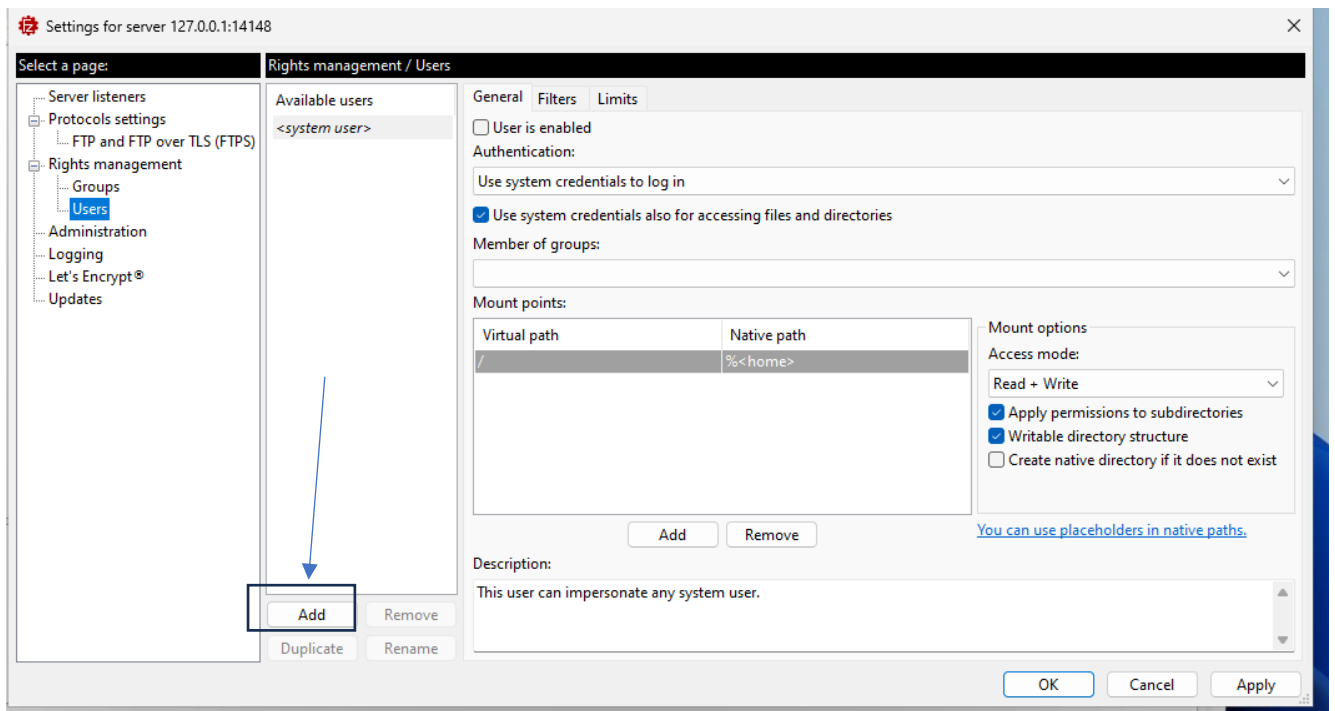 Settings for server 127.0.0.1:14148
Select a page:
Rights management / Users
Server listeners
Protocols settings
FTP and FTP over TLS (FTPS)
Rights management
Groups
Users
Administration
Logging
Let's Encrypt®
Updates
Available users
<system user>
Add
Remove
Duplicate
Rename
General Filters Limits
User is enabled
Authentication:
Use system credentials to log in
Use system credentials also for accessing files and directories
Member of groups:
Mount points:
Virtual path Native path
/ %<home>
Add Remove
Mount options
Access mode:
Read + Write
Apply permissions to subdirectories
Writable directory structure
Create native directory if it does not exist
You can use placeholders in native paths.
Description:
This user can impersonate any system user.
OK Cancel Apply